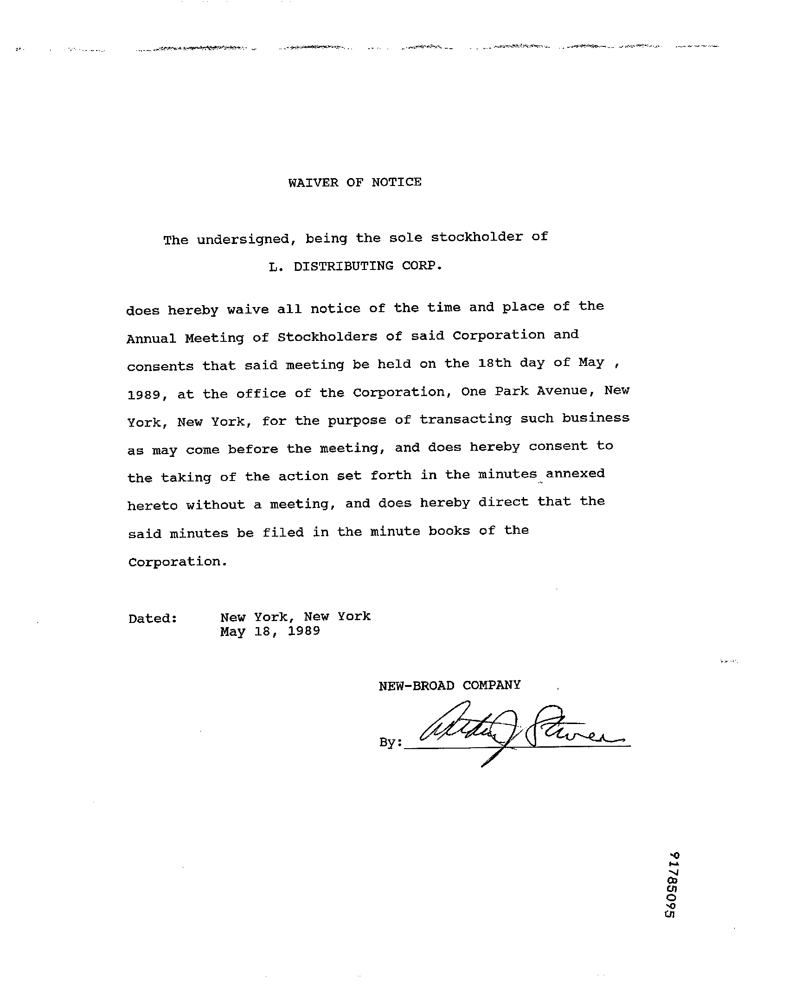 WAIVER OF NOTICE
The undersigned, being the sole stockholder of
L. DISTRIBUTING CORP.
does hereby waive all notice of the time and place of the
Annual Meeting of Stockholders of said Corporation and
consents that said meeting be held on the 18th day of May ,
1989, at the office of the Corporation, One Park Avenue, New
York, New York, for the purpose of transacting such business
as may come before the meeting, and does hereby consent to
the taking of the action set forth in the minutes annexed
hereto without a meeting, and does hereby direct that the
said minutes be filed in the minute books of the
Corporation.
Dated: New York, New York
May 18, 1989
NEW-BROAD COMPANY
By: Arthur J
91785095